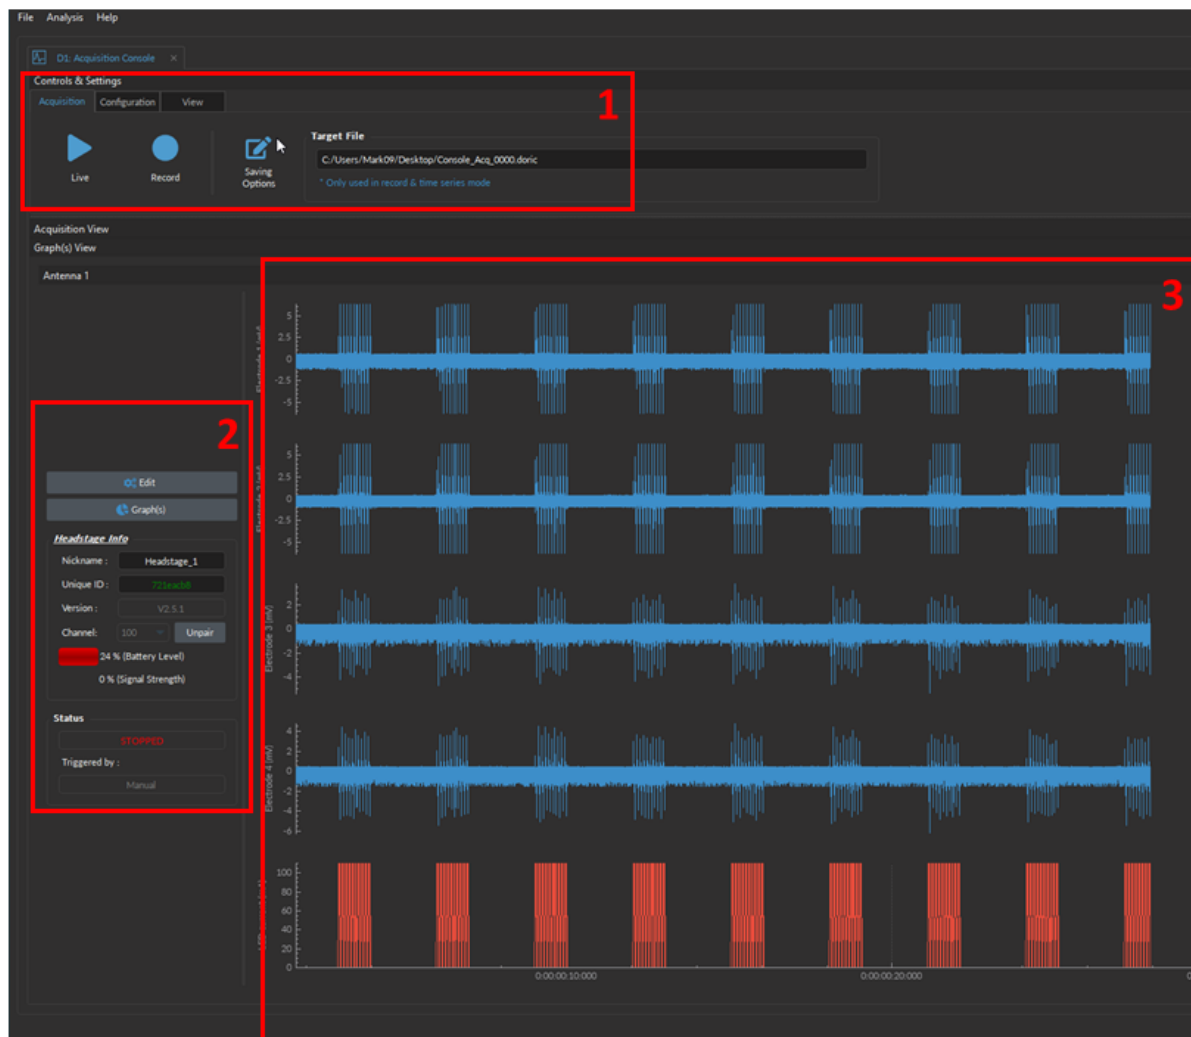 File Analysis Help
D1: Acquisition Console ×
Controls & Settings
Acquisition Configuration View
1
Live
Record
Saving
Options
Target File
C:/Users/Mark09/Desktop/Console_Acq_0000.doric
* Only used in record & time series mode
Acquisition View
Graph(s) View
Antenna 1
2
Edit
Graph(s)
Headstage Info
Nickname : Headstage_1
Unique ID : 721eacb8
Version : V2.5.1
Channel: 100 Unpair
24 % (Battery Level)
0 % (Signal Strength)
Status
STOPPED
Triggered by :
Manual
3
5
2.5
0
-2.5
-5
5
2.5
0
-2.5
-5
Electrode 3 (mV)
2
0
-2
-4
Electrode 4 (mV)
4
2
0
-2
-4
-6
100
80
60
40
20
0
0:00:00:10:000
0:00:00:20:000